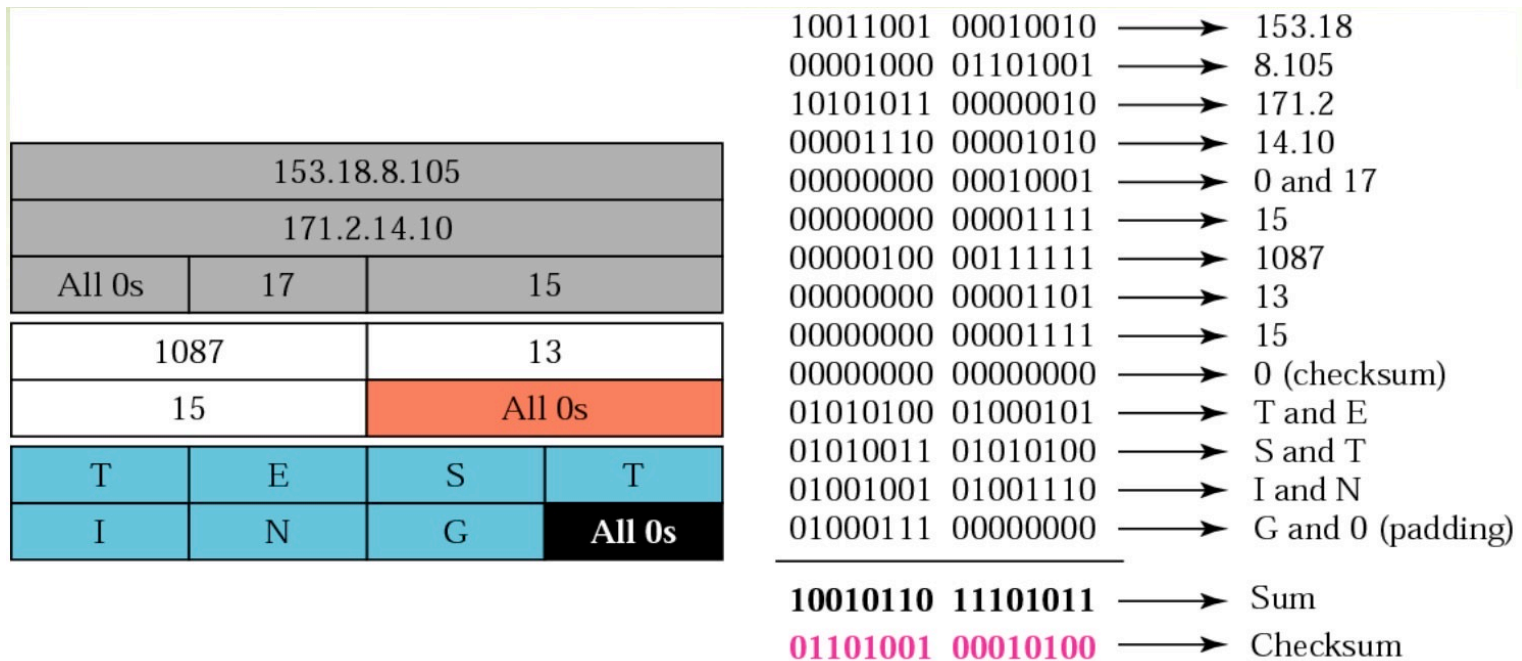 153.18.8.105
171.2.14.10
All 0s 17 15
1087 13
15 All 0s
T E S T
I N G All 0s
10011001 00010010 153.18
00001000 01101001 8.105
10101011 00000010 171.2
00001110 00001010 14.10
00000000 00010001 0 and 17
00000000 00001111 15
00000100 00111111 1087
00000000 00001101 13
00000000 00001111 15
00000000 00000000 0 (checksum)
01010100 01000101 T and E
01010011 01010100 S and T
01001001 01001110 I and N
01000111 00000000 G and 0 (padding)
10010110 11101011 Sum
01101001 00010100 Checksum